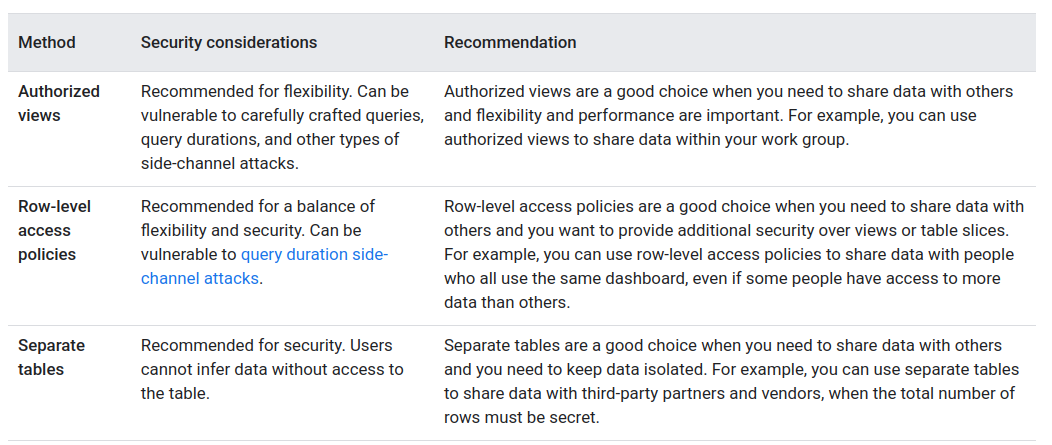 Method Security considerations Recommendation
Authorized views
Recommended for flexibility. Can be
vulnerable to carefully crafted queries,
query durations, and other types of
side-channel attacks.
Authorized views are a good choice when you need to share data with others
and flexibility and performance are important. For example, you can use
authorized views to share data within your work group.
Row-level
access
policies
Recommended for a balance of
flexibility and security. Can be
vulnerable to query duration side-
channel attacks.
Row-level access policies are a good choice when you need to share data with
others and you want to provide additional security over views or table slices.
For example, you can use row-level access policies to share data with people
who all use the same dashboard, even if some people have access to more
data than others.
Separate
tables
Recommended for security. Users
cannot infer data without access to
the table.
Separate tables are a good choice when you need to share data with others
and you need to keep data isolated. For example, you can use separate tables
to share data with third-party partners and vendors, when the total number of
rows must be secret.